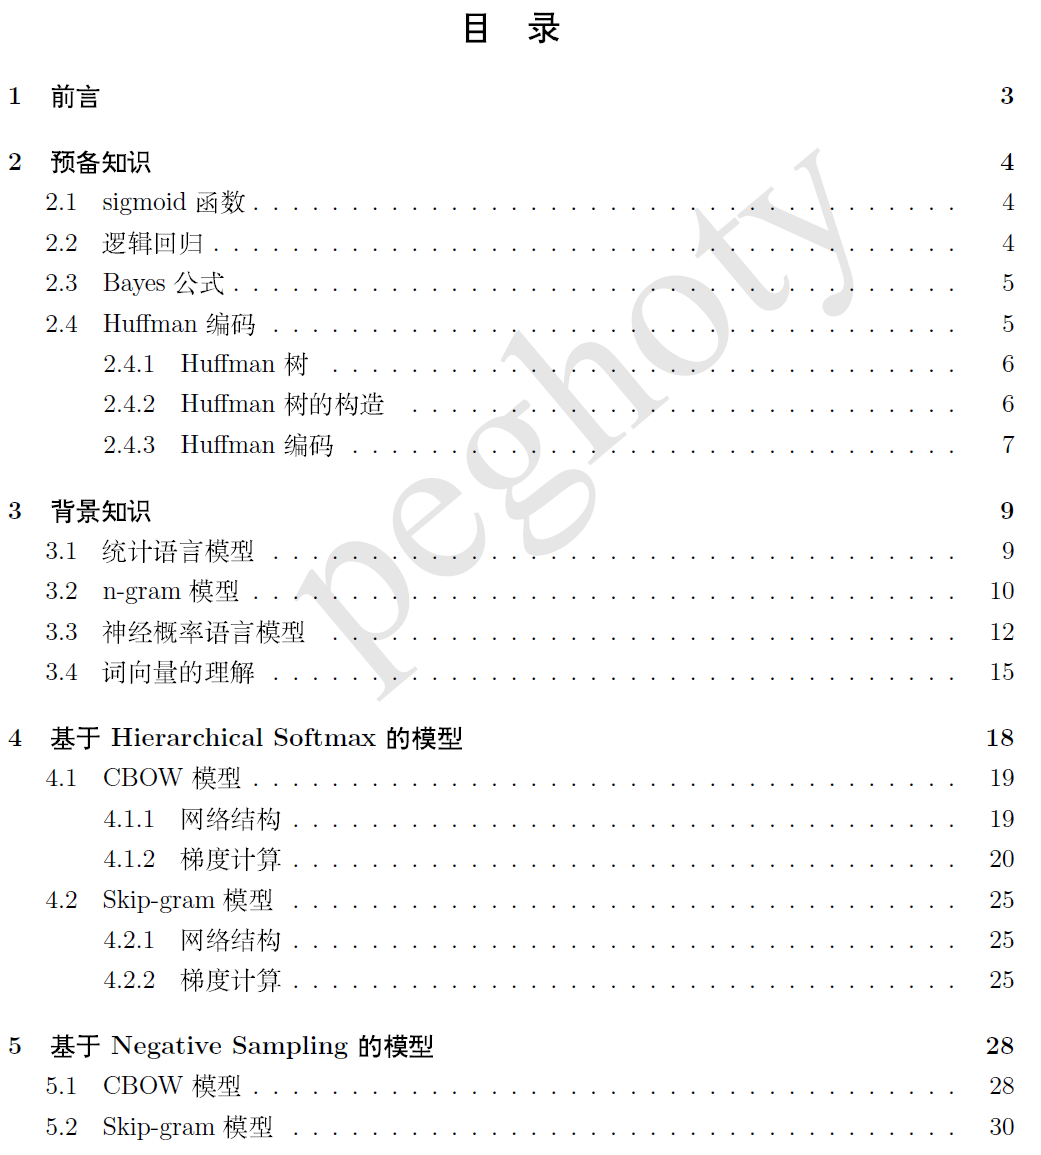 目 录
1 前言 3
2 预备知识 4
2.1 sigmoid 函数 . . . . . . . . . . . . . . . . . . . . . . . . . . . . . . . . . . . . 4
2.2 逻辑回归 . . . . . . . . . . . . . . . . . . . . . . . . . . . . . . . . . . . . . . 4
2.3 Bayes 公式 . . . . . . . . . . . . . . . . . . . . . . . . . . . . . . . . . . . . . 5
2.4 Huffman 编码 . . . . . . . . . . . . . . . . . . . . . . . . . . . . . . . . . . . 5
2.4.1 Huffman 树 . . . . . . . . . . . . . . . . . . . . . . . . . . . . . . . . 6
2.4.2 Huffman 树的构造 . . . . . . . . . . . . . . . . . . . . . . . . . . . . 6
2.4.3 Huffman 编码 . . . . . . . . . . . . . . . . . . . . . . . . . . . . . . . 7
3 背景知识 9
3.1 统计语言模型 . . . . . . . . . . . . . . . . . . . . . . . . . . . . . . . . . . . 9
3.2 n-gram 模型 . . . . . . . . . . . . . . . . . . . . . . . . . . . . . . . . . . . . 10
3.3 神经概率语言模型 . . . . . . . . . . . . . . . . . . . . . . . . . . . . . . . . 12
3.4 词向量的理解 . . . . . . . . . . . . . . . . . . . . . . . . . . . . . . . . . . . 15
4 基于 Hierarchical Softmax 的模型 18
4.1 CBOW 模型 . . . . . . . . . . . . . . . . . . . . . . . . . . . . . . . . . . . . 19
4.1.1 网络结构 . . . . . . . . . . . . . . . . . . . . . . . . . . . . . . . . . . 19
4.1.2 梯度计算 . . . . . . . . . . . . . . . . . . . . . . . . . . . . . . . . . . 20
4.2 Skip-gram 模型 . . . . . . . . . . . . . . . . . . . . . . . . . . . . . . . . . . 25
4.2.1 网络结构 . . . . . . . . . . . . . . . . . . . . . . . . . . . . . . . . . . 25
4.2.2 梯度计算 . . . . . . . . . . . . . . . . . . . . . . . . . . . . . . . . . . 25
5 基于 Negative Sampling 的模型 28
5.1 CBOW 模型 . . . . . . . . . . . . . . . . . . . . . . . . . . . . . . . . . . . . 28
5.2 Skip-gram 模型 . . . . . . . . . . . . . . . . . . . . . . . . . . . . . . . . . . 30
peghoty